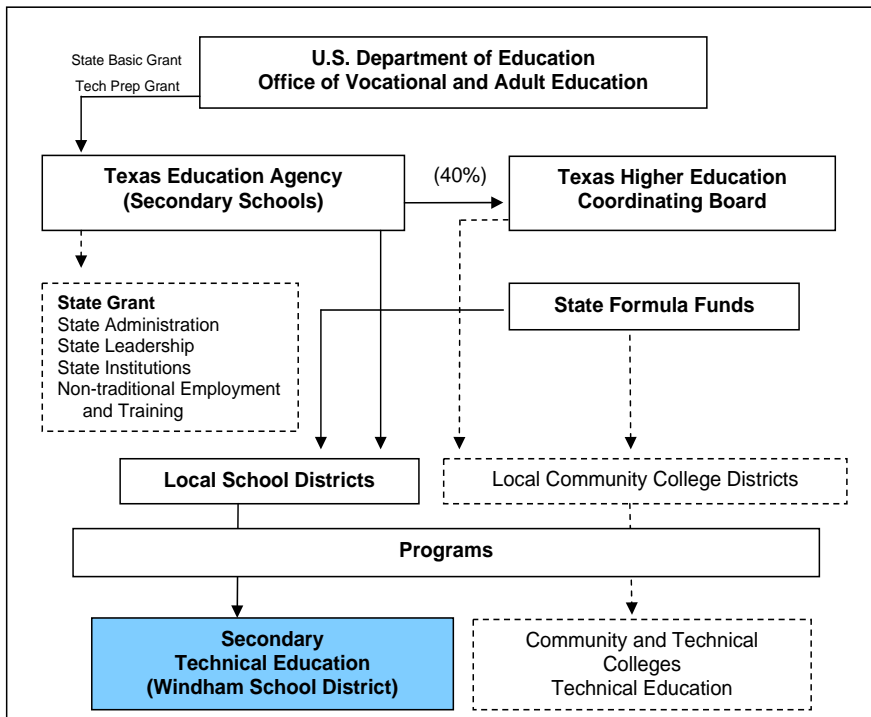 State Basic Grant
Tech Prep Grant
U.S. Department of Education
Office of Vocational and Adult Education
Texas Education Agency
(Secondary Schools)
(40%)
Texas Higher Education
Coordinating Board
State Grant
State Administration
State Leadership
State Institutions
Non-traditional Employment
and Training
State Formula Funds
Local School Districts
Local Community College Districts
Programs
Secondary
Technical Education
(Windham School District)
Community and Technical
Colleges
Technical Education